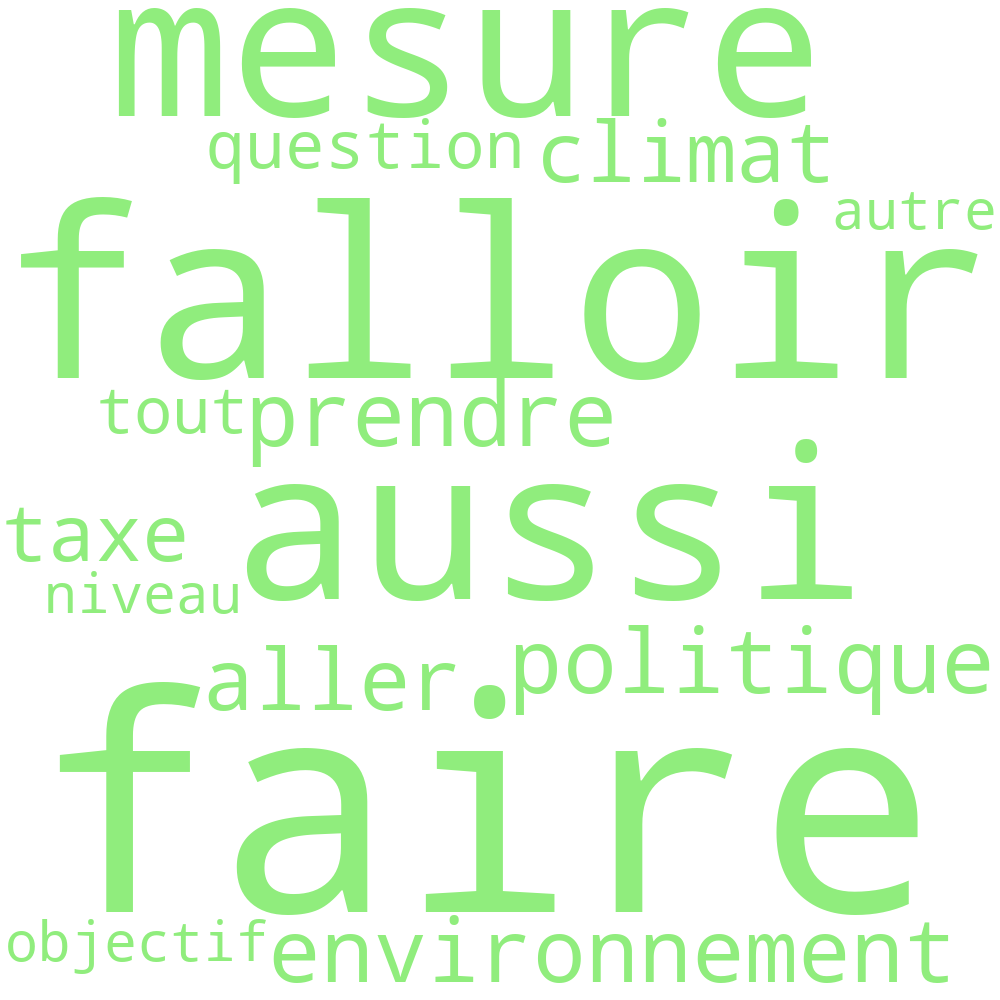 mesure
question climat
autre
falloir
tout prendre
aussi
taxe
niveau
aller politique
faire
objectif environnement